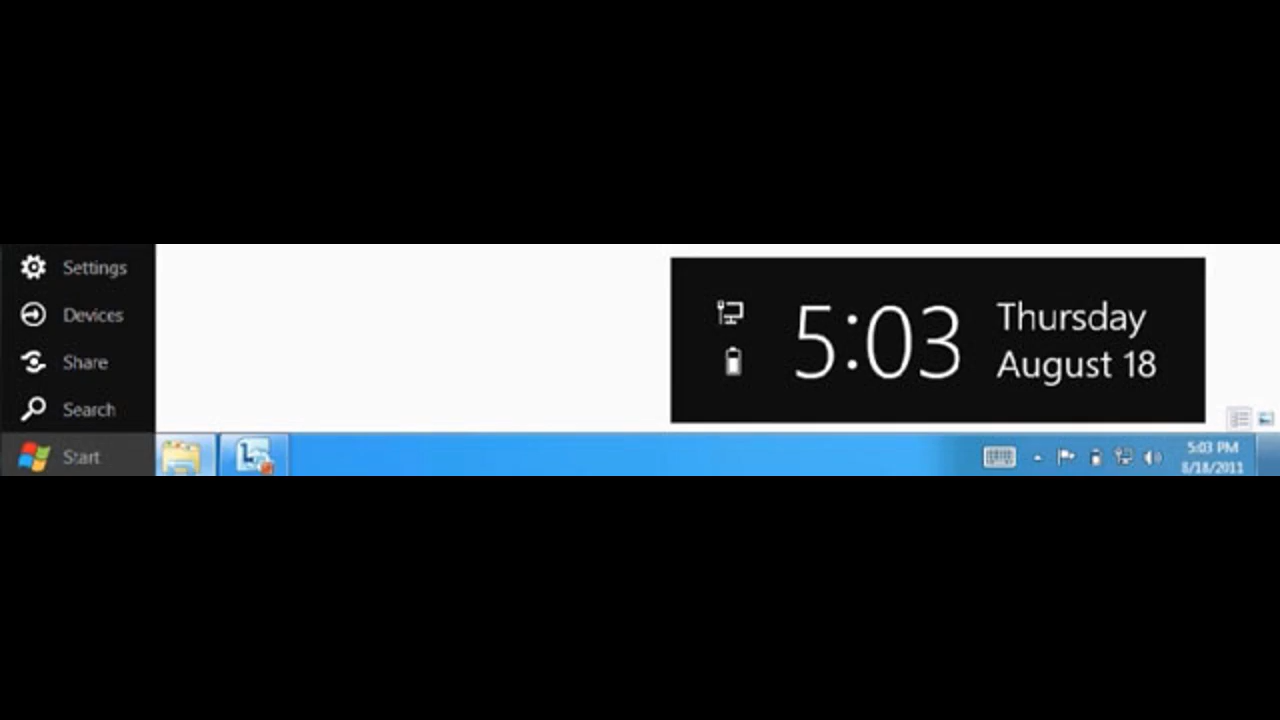 Settings
Devices
Share
Search
Start
5:03
Thursday
August 18
5:03 PM
8/18/2011